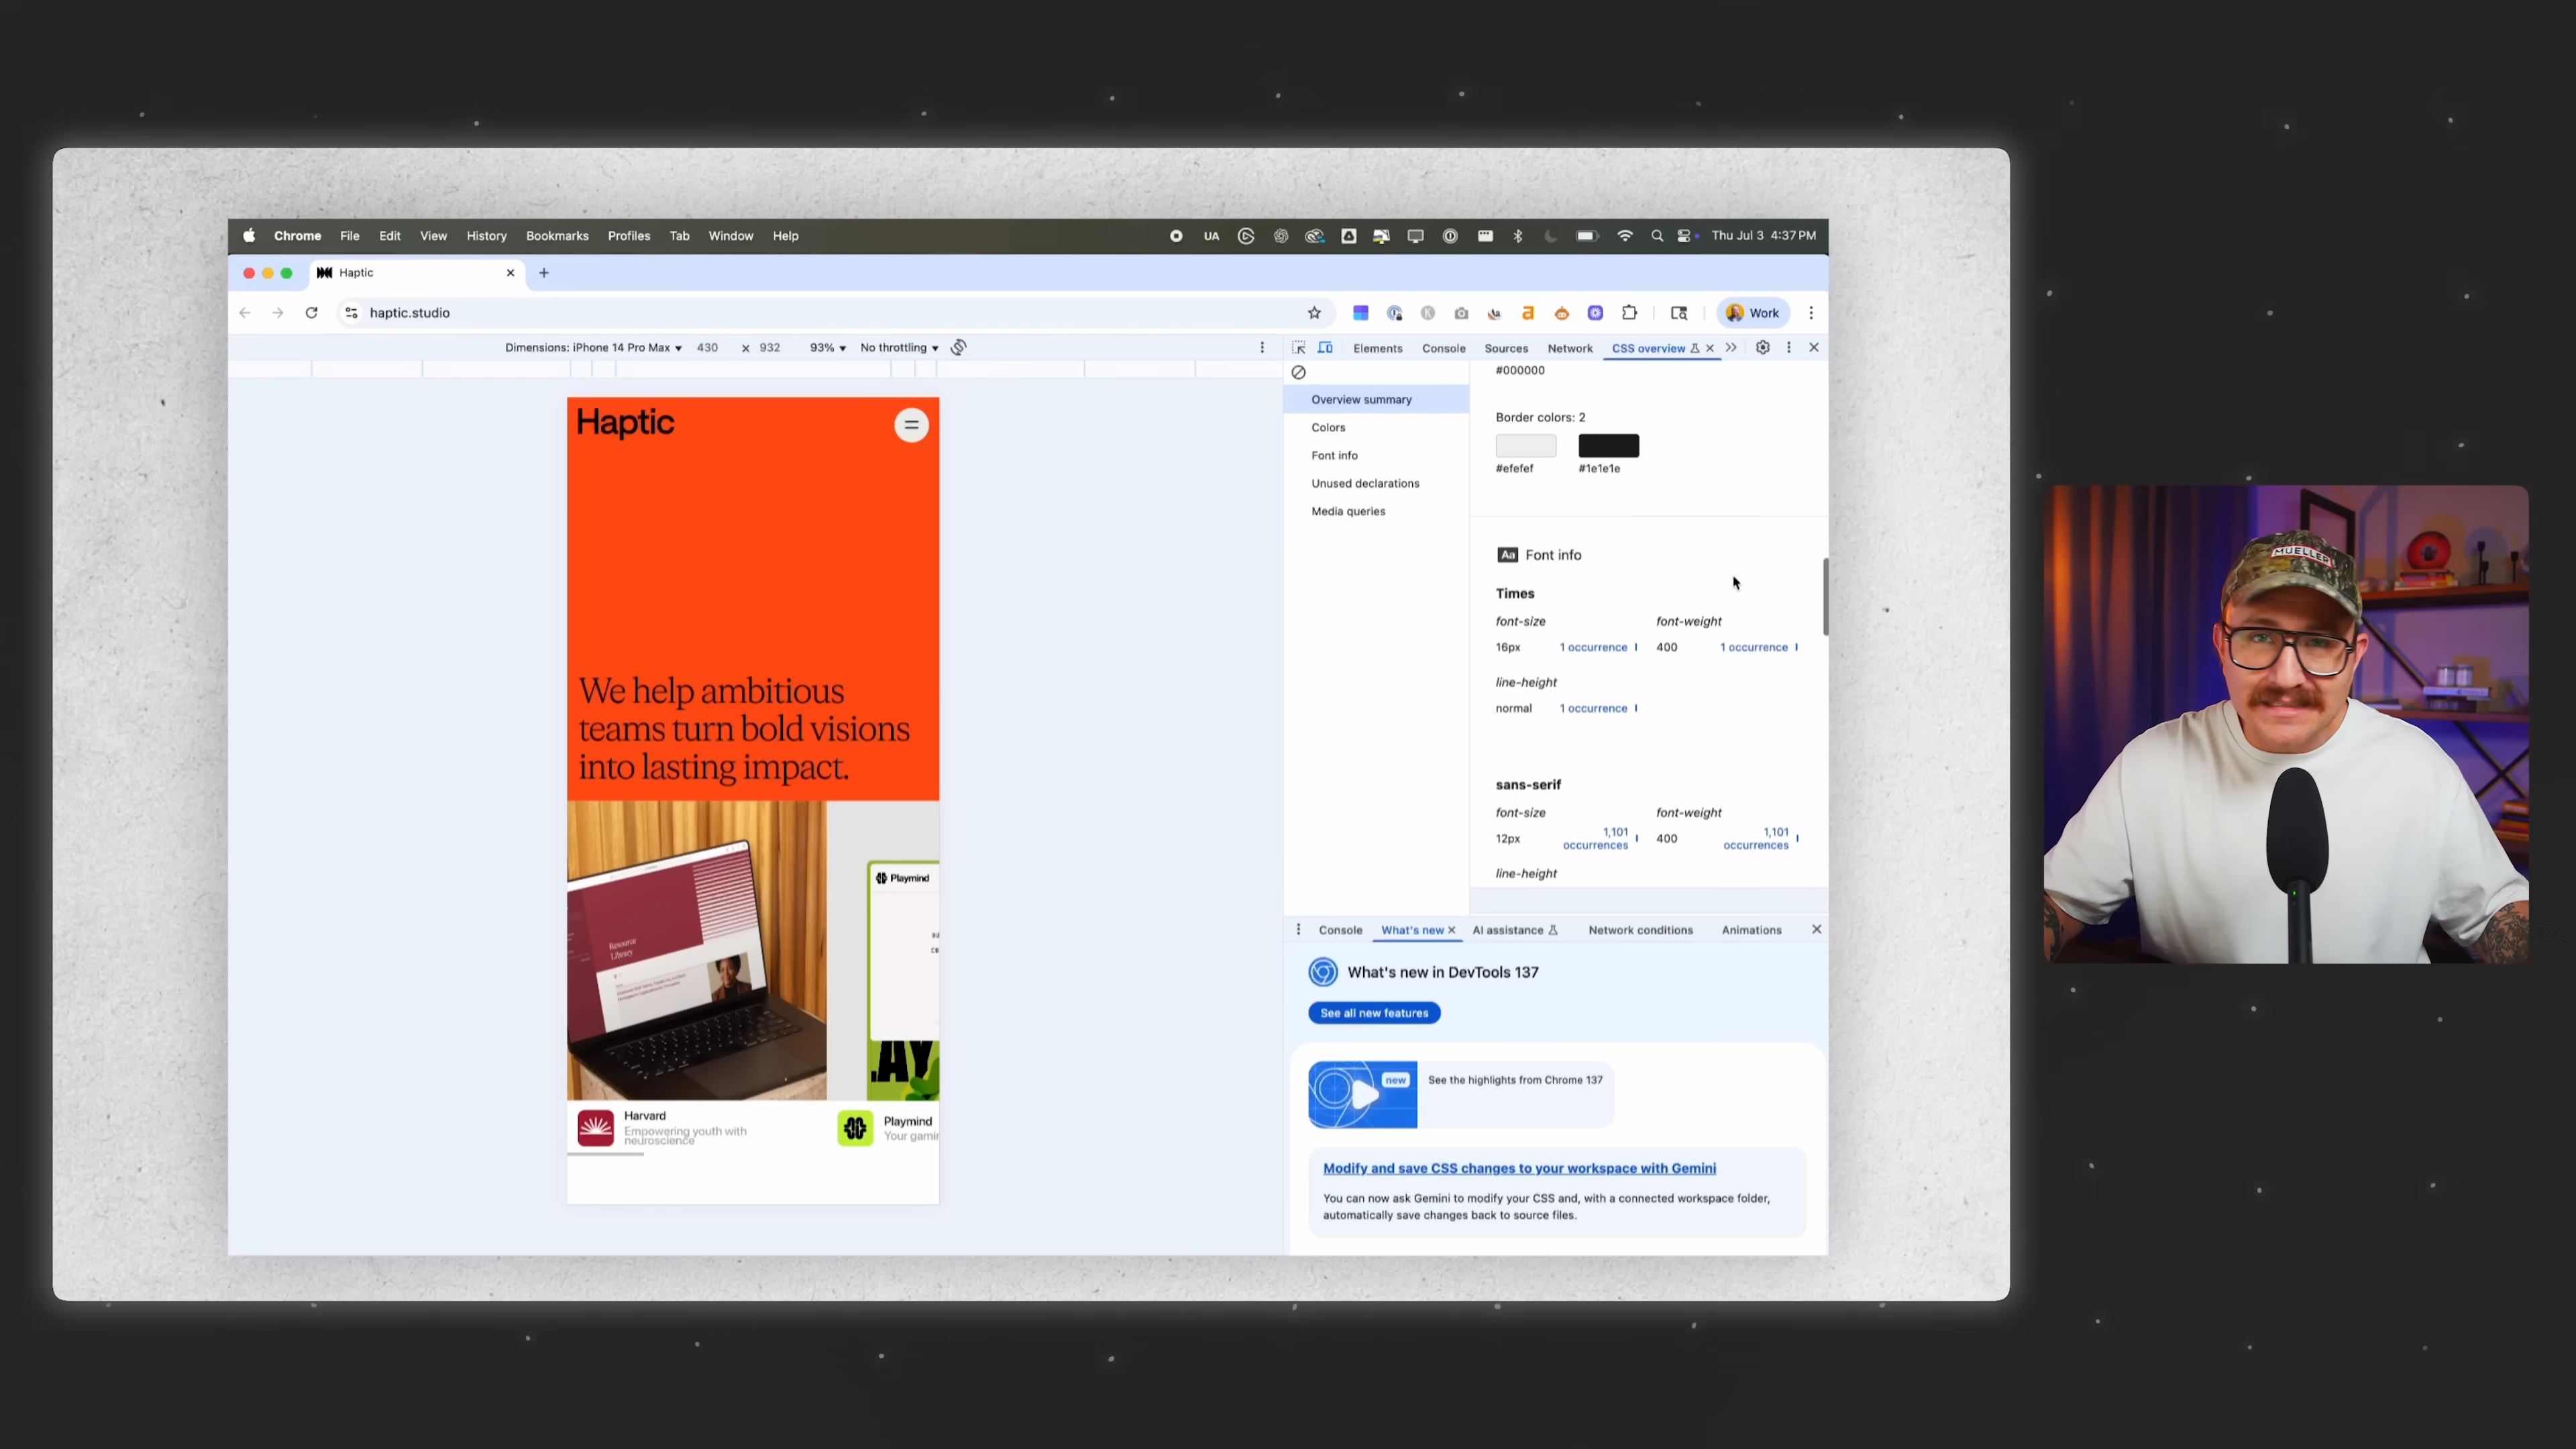 Chrome File Edit View History Bookmarks Profiles Tab Window Help
UA
Thu Jul 3 4:37 PM
Haptic
haptic.studio
Work
Dimensions: iPhone 14 Pro Max 430 x 932 93% No throttling
Elements Console Sources Network CSS overview
Haptic
We help ambitious
teams turn bold visions
into lasting impact.
Resource
Library
Playmind
Harvard
Empowering youth with
neuroscience
Playmind
Your gamin
Overview summary
Colors
Font info
Unused declarations
Media queries
#000000
Border colors: 2
#efefef #1e1e1e
Aa Font info
Times
font-size font-weight
16px 1 occurrence 400 1 occurrence
line-height
normal 1 occurrence
sans-serif
font-size font-weight
12px 1,101 occurrences 400 1,101 occurrences
line-height
Console What's new AI assistance Network conditions Animations
What's new in DevTools 137
See all new features
new
See the highlights from Chrome 137
Modify and save CSS changes to your workspace with Gemini
You can now ask Gemini to modify your CSS and, with a connected workspace folder,
automatically save changes back to source files.
MUELLER